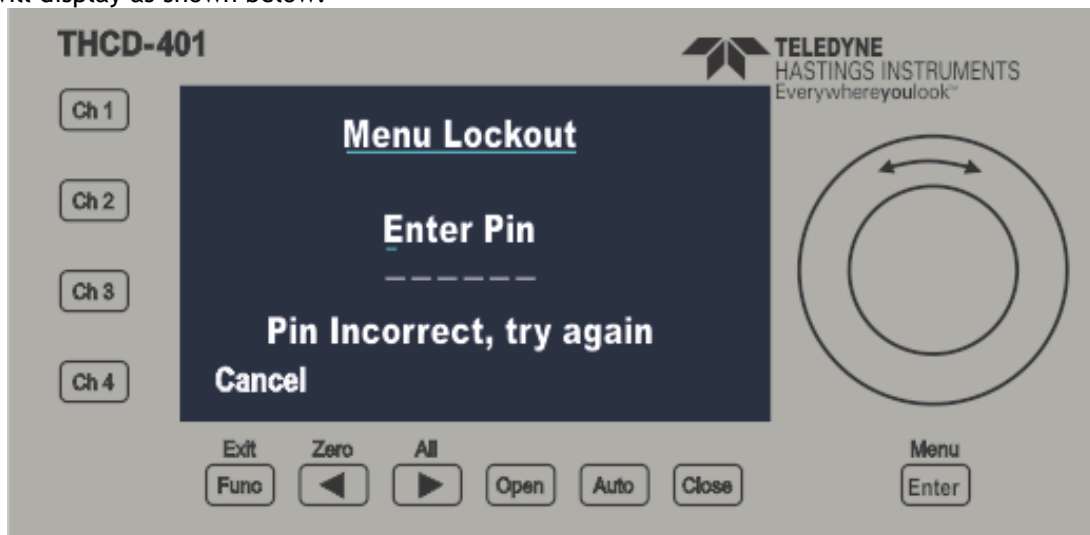 will display as shown below.
THCD-401
TELEDYNE
HASTINGS INSTRUMENTS
Everywhereyoulook™
Ch 1
Menu Lockout
Ch 2
Enter Pin
_ _ _ _ _ _
Ch 3
Pin Incorrect, try again
Ch 4
Cancel
Exit Zero All Menu
Func Open Auto Close Enter